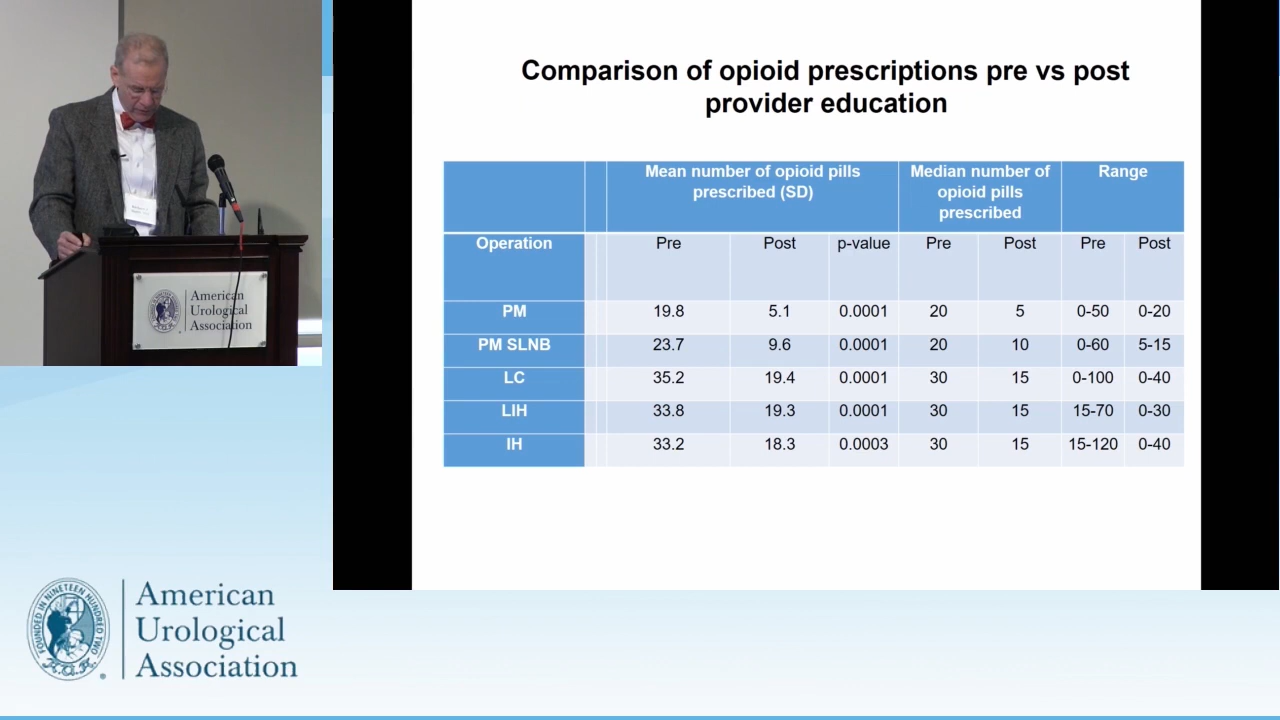 Comparison of opioid prescriptions pre vs post
provider education
Mean number of opioid pills
prescribed (SD)
Median number of
opioid pills
prescribed
Range
Operation Pre Post p-value Pre Post Pre Post
PM 19.8 5.1 0.0001 20 5 0-50 0-20
PM SLNB 23.7 9.6 0.0001 20 10 0-60 5-15
LC 35.2 19.4 0.0001 30 15 0-100 0-40
LIH 33.8 19.3 0.0001 30 15 15-70 0-30
IH 33.2 18.3 0.0003 30 15 15-120 0-40
American
Urological
Association
FOUNDED IN NINETEEN HUNDRED TWO
A.U.A.
®
American
Urological
Association